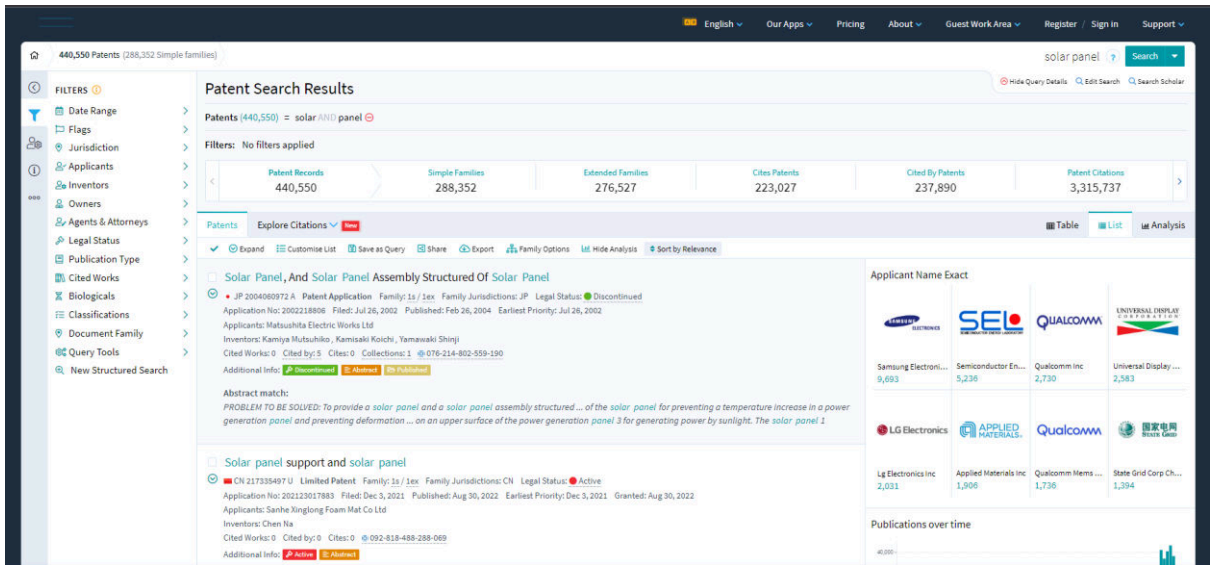 English Our Apps Pricing About Guest Work Area Register / Sign in Support
440,550 Patents (288,352 Simple families)
solar panel ? Search
Hide Query Details Edit Search Search Scholar
FILTERS
Date Range
Flags
Jurisdiction
Applicants
Inventors
Owners
Agents & Attorneys
Legal Status
Publication Type
Cited Works
Biologicals
Classifications
Document Family
Query Tools
New Structured Search
Patent Search Results
Patents (440,550) = solar AND panel
Filters: No filters applied
Patent Records Simple Families Extended Families Cites Patents Cited By Patents Patent Citations
440,550 288,352 276,527 223,027 237,890 3,315,737
Patents Explore Citations New Table List Analysis
Expand Customise List Save as Query Share Export Family Options Hide Analysis Sort by Relevance
Solar Panel, And Solar Panel Assembly Structured Of Solar Panel
JP 2004060972 A Patent Application Family: 1s / 1ex Family Jurisdictions: JP Legal Status: Discontinued
Application No: 2002218806 Filed: Jul 26, 2002 Published: Feb 26, 2004 Earliest Priority: Jul 26, 2002
Applicants: Matsushita Electric Works Ltd
Inventors: Kamiya Mutsuhiko , Kamisaki Koichi , Yamawaki Shinji
Cited Works: 0 Cited by: 5 Cites: 0 Collections: 1 076-214-802-559-190
Additional Info: Discontinued Abstract Published
Abstract match:
PROBLEM TO BE SOLVED: To provide a solar panel and a solar panel assembly structured ... of the solar panel for preventing a temperature increase in a power
generation panel and preventing deformation ... on an upper surface of the power generation panel 3 for generating power by sunlight. The solar panel 1
Solar panel support and solar panel
CN 217335497 U Limited Patent Family: 1s / 1ex Family Jurisdictions: CN Legal Status: Active
Application No: 202123017883 Filed: Dec 3, 2021 Published: Aug 30, 2022 Earliest Priority: Dec 3, 2021 Granted: Aug 30, 2022
Applicants: Sanhe Xinglong Foam Mat Co Ltd
Inventors: Chen Na
Cited Works: 0 Cited by: 0 Cites: 0 092-818-488-288-069
Additional Info: Active Abstract
Applicant Name Exact
SAMSUNG ELECTRONICS SEL QUALCOMM UNIVERSAL DISPLAY CORPORATION
Samsung Electroni... Semiconductor En... Qualcomm Inc Universal Display ...
9,693 5,236 2,730 2,583
LG Electronics APPLIED MATERIALS Qualcomm 国家电网 STATE GRID
Lg Electronics Inc Applied Materials Inc Qualcomm Mems ... State Grid Corp Ch...
2,031 1,906 1,736 1,394
Publications over time
40,000